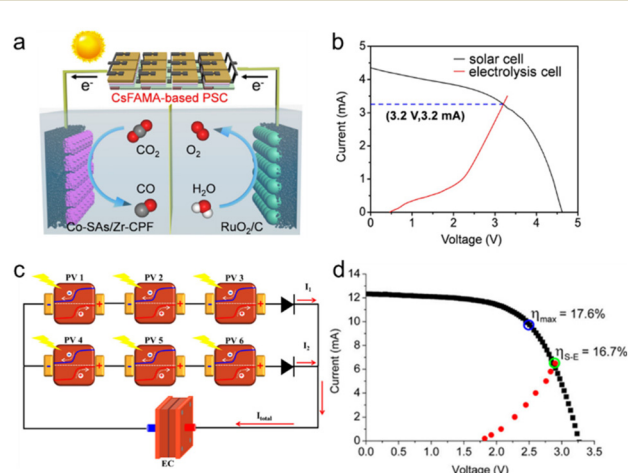 a
e-
e-
CsFAMA-based PSC
CO2
O2
CO
H2O
Co-SAs/Zr-CPF
RuO2/C
b
solar cell
electrolysis cell
(3.2 V,3.2 mA)
Current (mA)
5
4
3
2
1
0
0 1 2 3 4 5
Voltage (V)
c
PV 1
PV 2
PV 3
I1
PV 4
PV 5
PV 6
I2
Itotal
EC
d
ηmax = 17.6%
ηS-E = 16.7%
Current (mA)
14
12
10
8
6
4
2
0
0.0 0.5 1.0 1.5 2.0 2.5 3.0 3.5
Voltage (V)